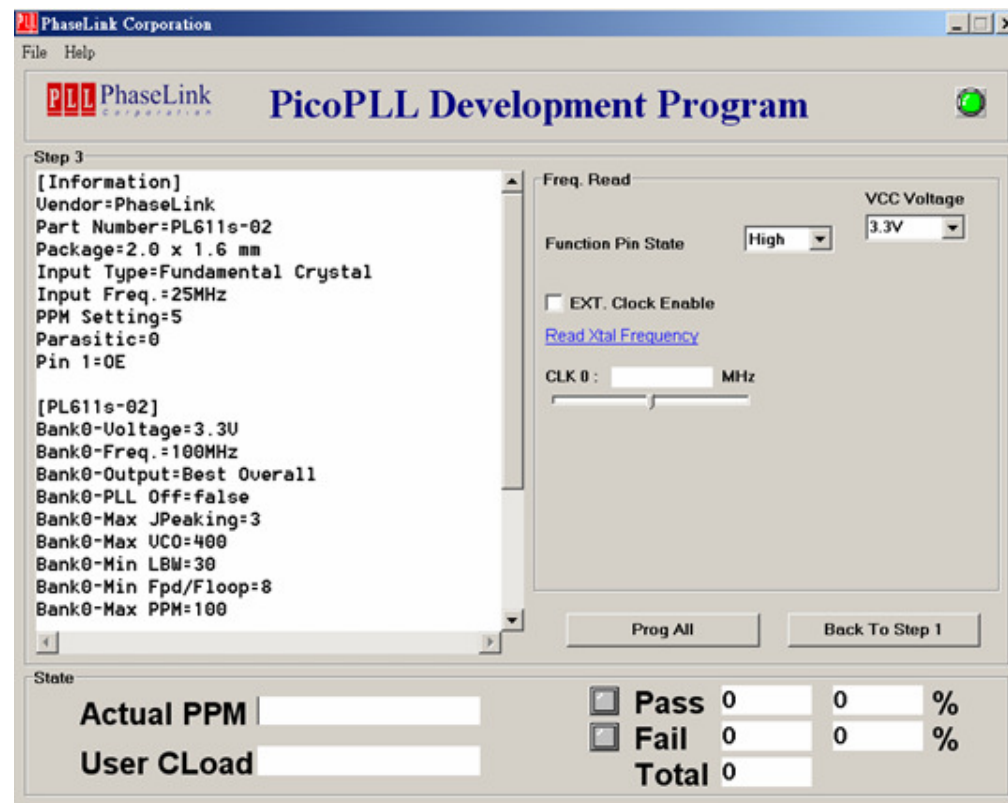 PLL PhaseLink Corporation
File Help
PLL PhaseLink
Corporation
PicoPLL Development Program
Step 3
[Information]
Vendor=PhaseLink
Part Number=PL611s-02
Package=2.0 x 1.6 mm
Input Type=Fundamental Crystal
Input Freq.=25MHz
PPM Setting=5
Parasitic=0
Pin 1=OE
[PL611s-02]
Bank0-Voltage=3.3V
Bank0-Freq.=100MHz
Bank0-Output=Best Overall
Bank0-PLL Off=false
Bank0-Max JPeaking=3
Bank0-Max VCO=400
Bank0-Min LBW=30
Bank0-Min Fpd/Floop=8
Bank0-Max PPM=100
Freq. Read
VCC Voltage
Function Pin State High 3.3V
EXT. Clock Enable
Read Xtal Frequency
CLK 0 : MHz
Prog All Back To Step 1
State
Actual PPM
User CLoad
Pass 0 0 %
Fail 0 0 %
Total 0